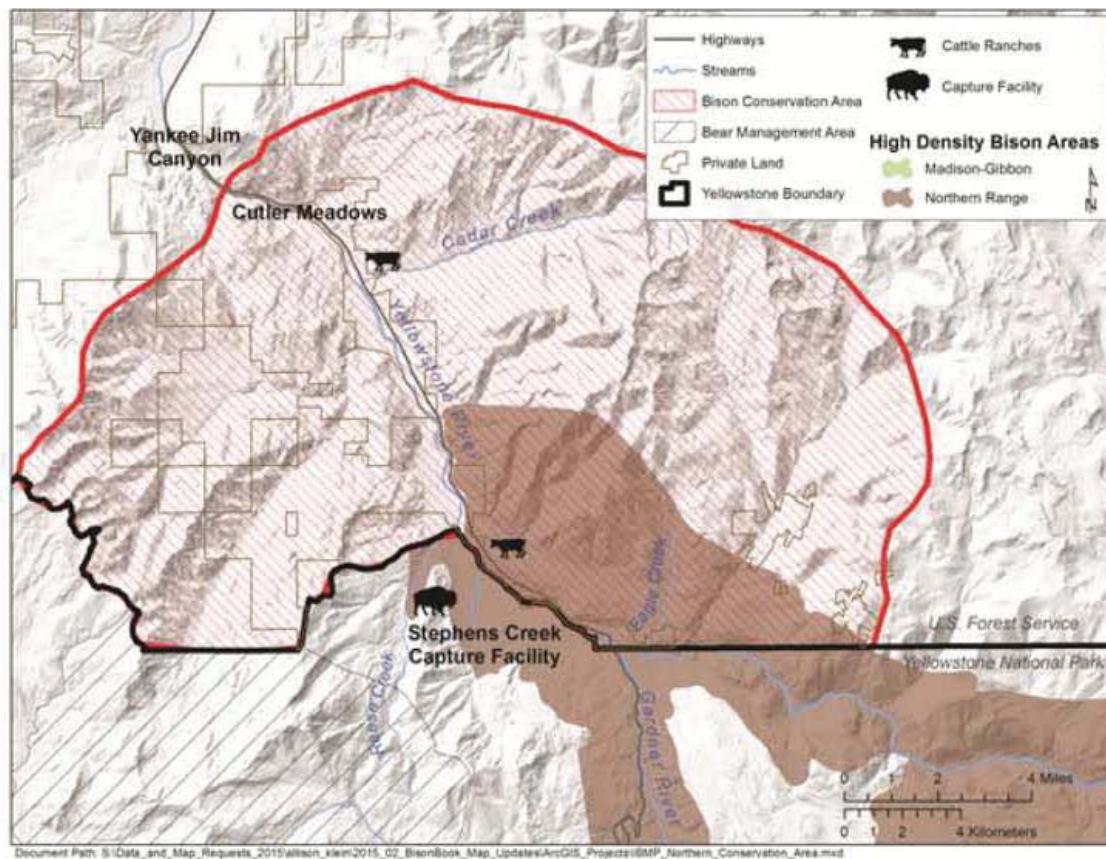 Highways
Streams
Bison Conservation Area
Bear Management Area
Private Land
Yellowstone Boundary
Cattle Ranches
Capture Facility
High Density Bison Areas
Madison-Gibbon
Northern Range
N
Yankee Jim
Canyon
Cutler Meadows
Cedar Creek
Yellowstone River
Eagle Creek
Stephens Creek
Capture Facility
Reese Creek
Gardner River
U.S. Forest Service
Yellowstone National Park
0 1 2 4 Miles
0 1 2 4 Kilometers